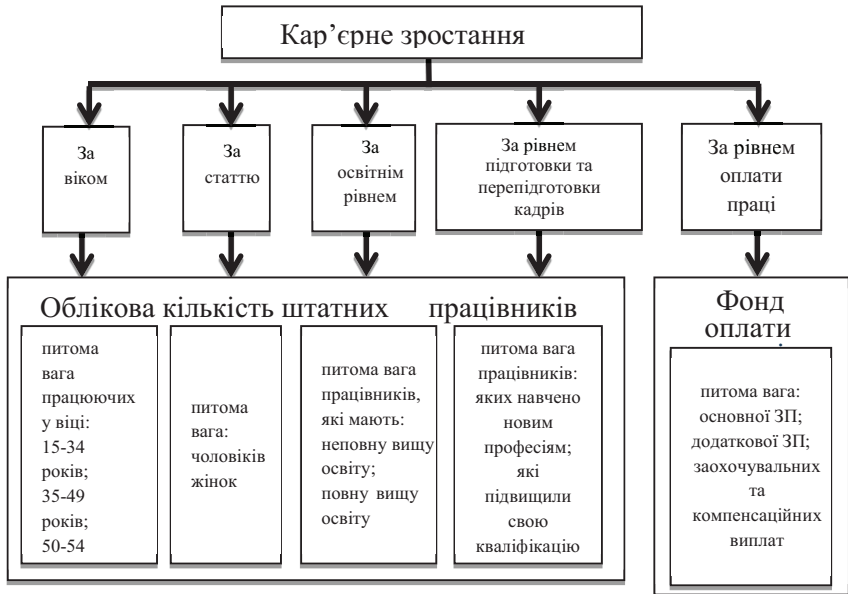 Кар’єрне зростання
За
віком
За
статтю
За
освітнім
рівнем
За рівнем
підготовки та
перепідготовки
кадрів
За рівнем
оплати
праці
Облікова кількість штатних працівників
питома
вага
працюючих
у віці:
15-34
років;
35-49
років;
50-54
питома
вага:
чоловіків
жінок
питома вага
працівників,
які мають:
неповну вищу
освіту;
повну вищу
освіту
питома вага
працівників:
яких навчено
новим
професіям;
які
підвищили
свою
кваліфікацію
Фонд
оплати
питома вага:
основної ЗП;
додаткової ЗП;
заохочувальних
та
компенсаційних
виплат